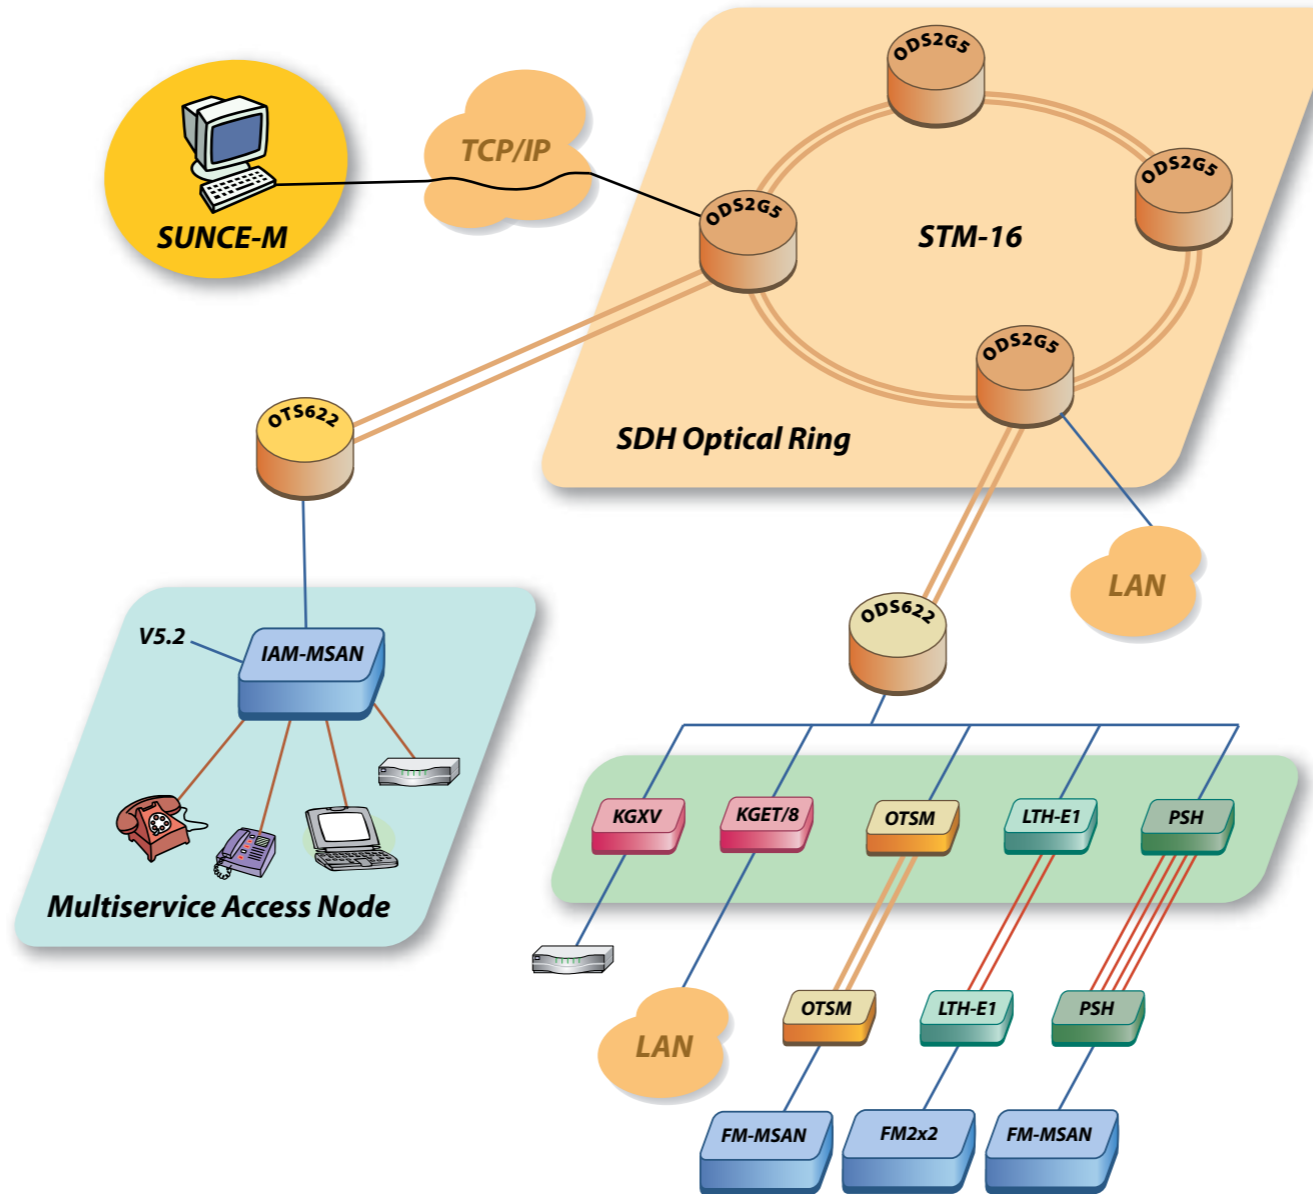 ODS2G5
TCP/IP
ODS2G5
SUNCE-M
ODS2G5
STM-16
ODS2G5
OTS622
SDH Optical Ring
LAN
ODS622
V5.2
IAM-MSAN
KGXV
KGET/8
OTSM
LTH-E1
PSH
Multiservice Access Node
OTSM
LTH-E1
PSH
LAN
FM-MSAN
FM2x2
FM-MSAN